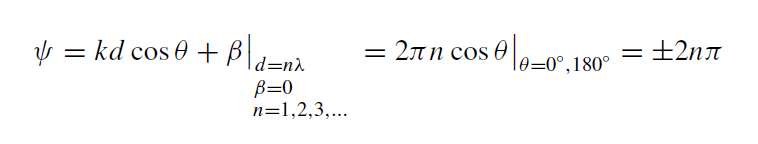 ψ = kd cos θ + β|d=nλ = 2πn cos θ|θ=0°,180° = ±2nπ
β=0
n=1,2,3,...